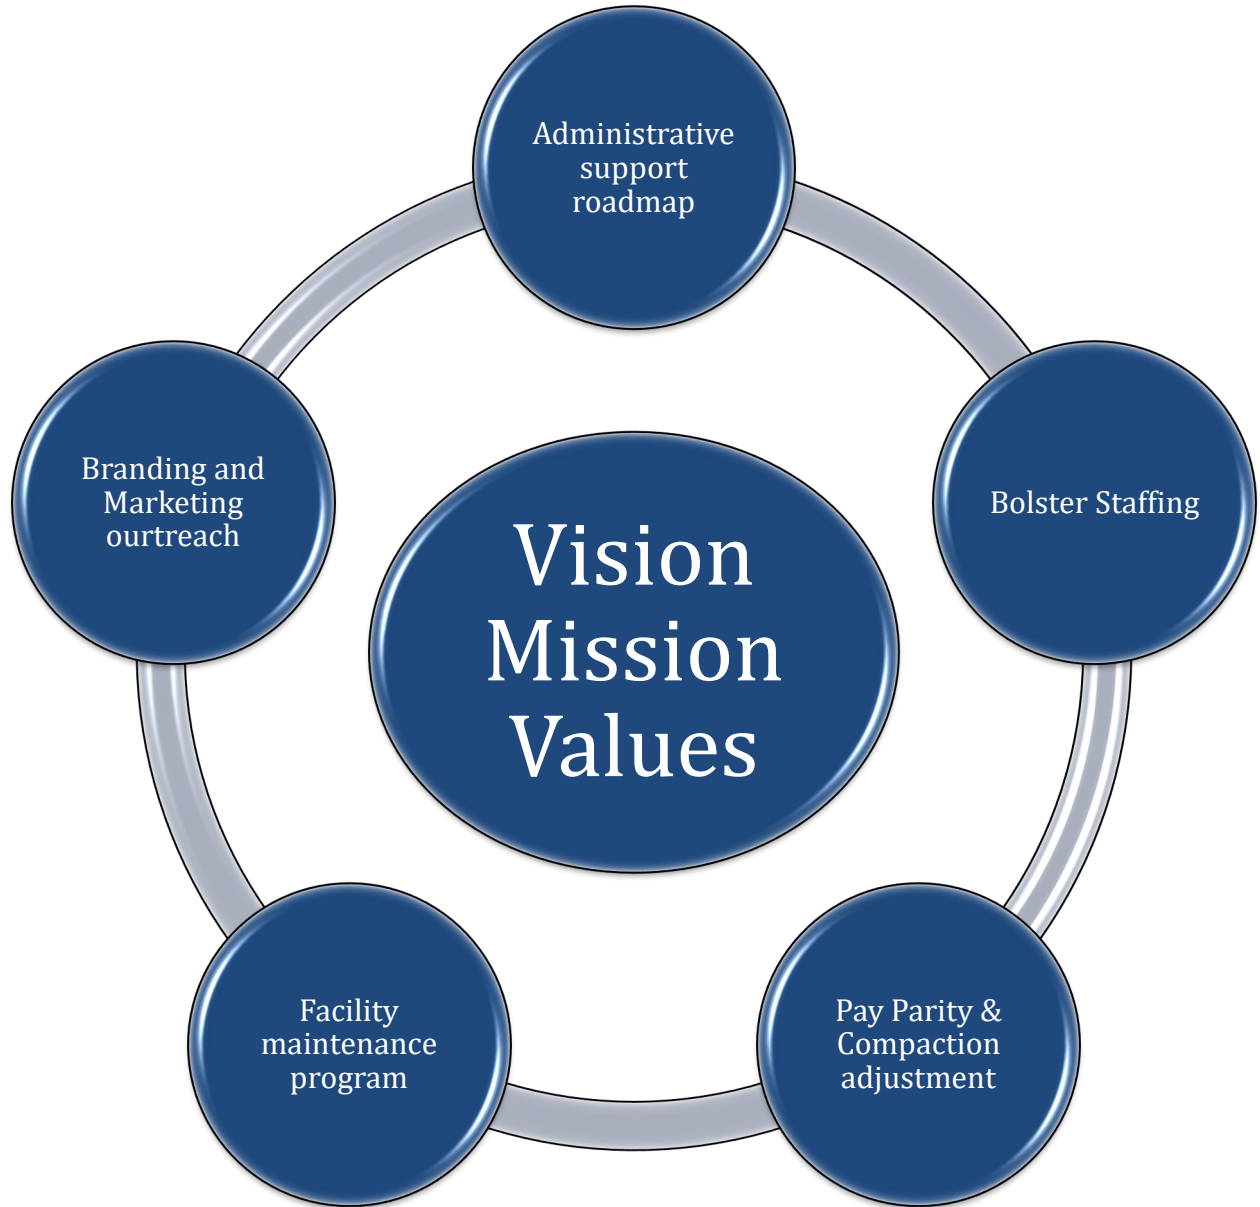 Administrative
support
roadmap
Bolster Staffing
Pay Parity &
Compaction
adjustment
Facility
maintenance
program
Branding and
Marketing
ourtreach
Vision
Mission
Values